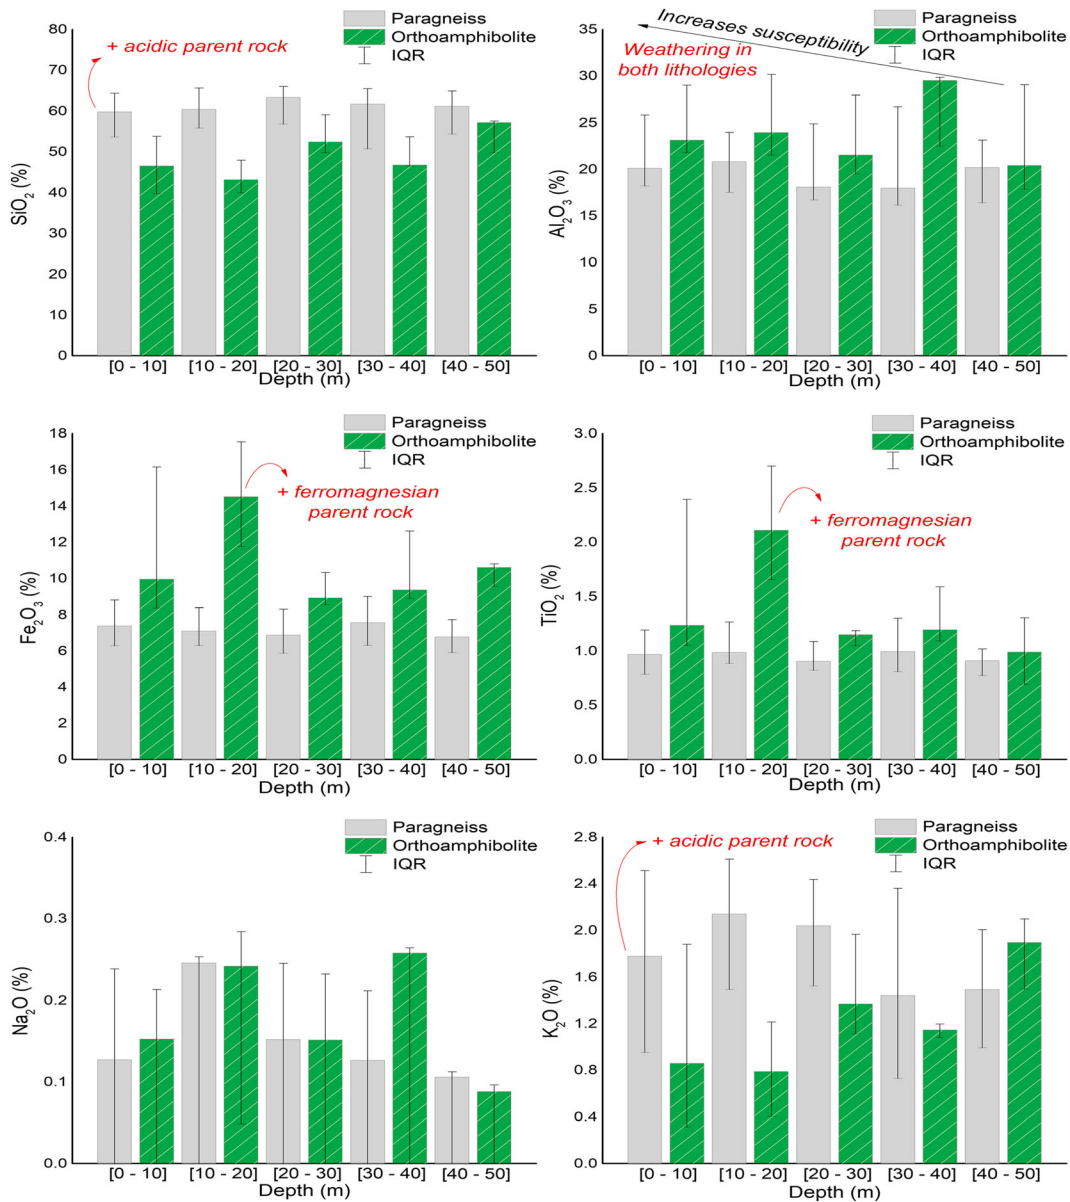 Paragneiss
Orthoamphibolite
IQR
+ acidic parent rock
80
70
60
50
40
30
20
10
0
SiO₂ (%)
[0 - 10] [10 - 20] [20 - 30] [30 - 40] [40 - 50]
Depth (m)
Increases susceptibility
Paragneiss
Orthoamphibolite
IQR
Weathering in
both lithologies
35
30
25
20
15
10
5
0
Al₂O₃ (%)
[0 - 10] [10 - 20] [20 - 30] [30 - 40] [40 - 50]
Depth (m)
Paragneiss
Orthoamphibolite
IQR
+ ferromagnesian
parent rock
18
16
14
12
10
8
6
4
2
0
Fe₂O₃ (%)
[0 - 10] [10 - 20] [20 - 30] [30 - 40] [40 - 50]
Depth (m)
Paragneiss
Orthoamphibolite
IQR
+ ferromagnesian
parent rock
3.0
2.5
2.0
1.5
1.0
0.5
0.0
TiO₂ (%)
[0 - 10] [10 - 20] [20 - 30] [30 - 40] [40 - 50]
Depth (m)
Paragneiss
Orthoamphibolite
IQR
0.4
0.3
0.2
0.1
0.0
Na₂O (%)
[0 - 10] [10 - 20] [20 - 30] [30 - 40] [40 - 50]
Depth (m)
Paragneiss
Orthoamphibolite
IQR
+ acidic parent rock
2.8
2.4
2.0
1.6
1.2
0.8
0.4
0.0
K₂O (%)
[0 - 10] [10 - 20] [20 - 30] [30 - 40] [40 - 50]
Depth (m)